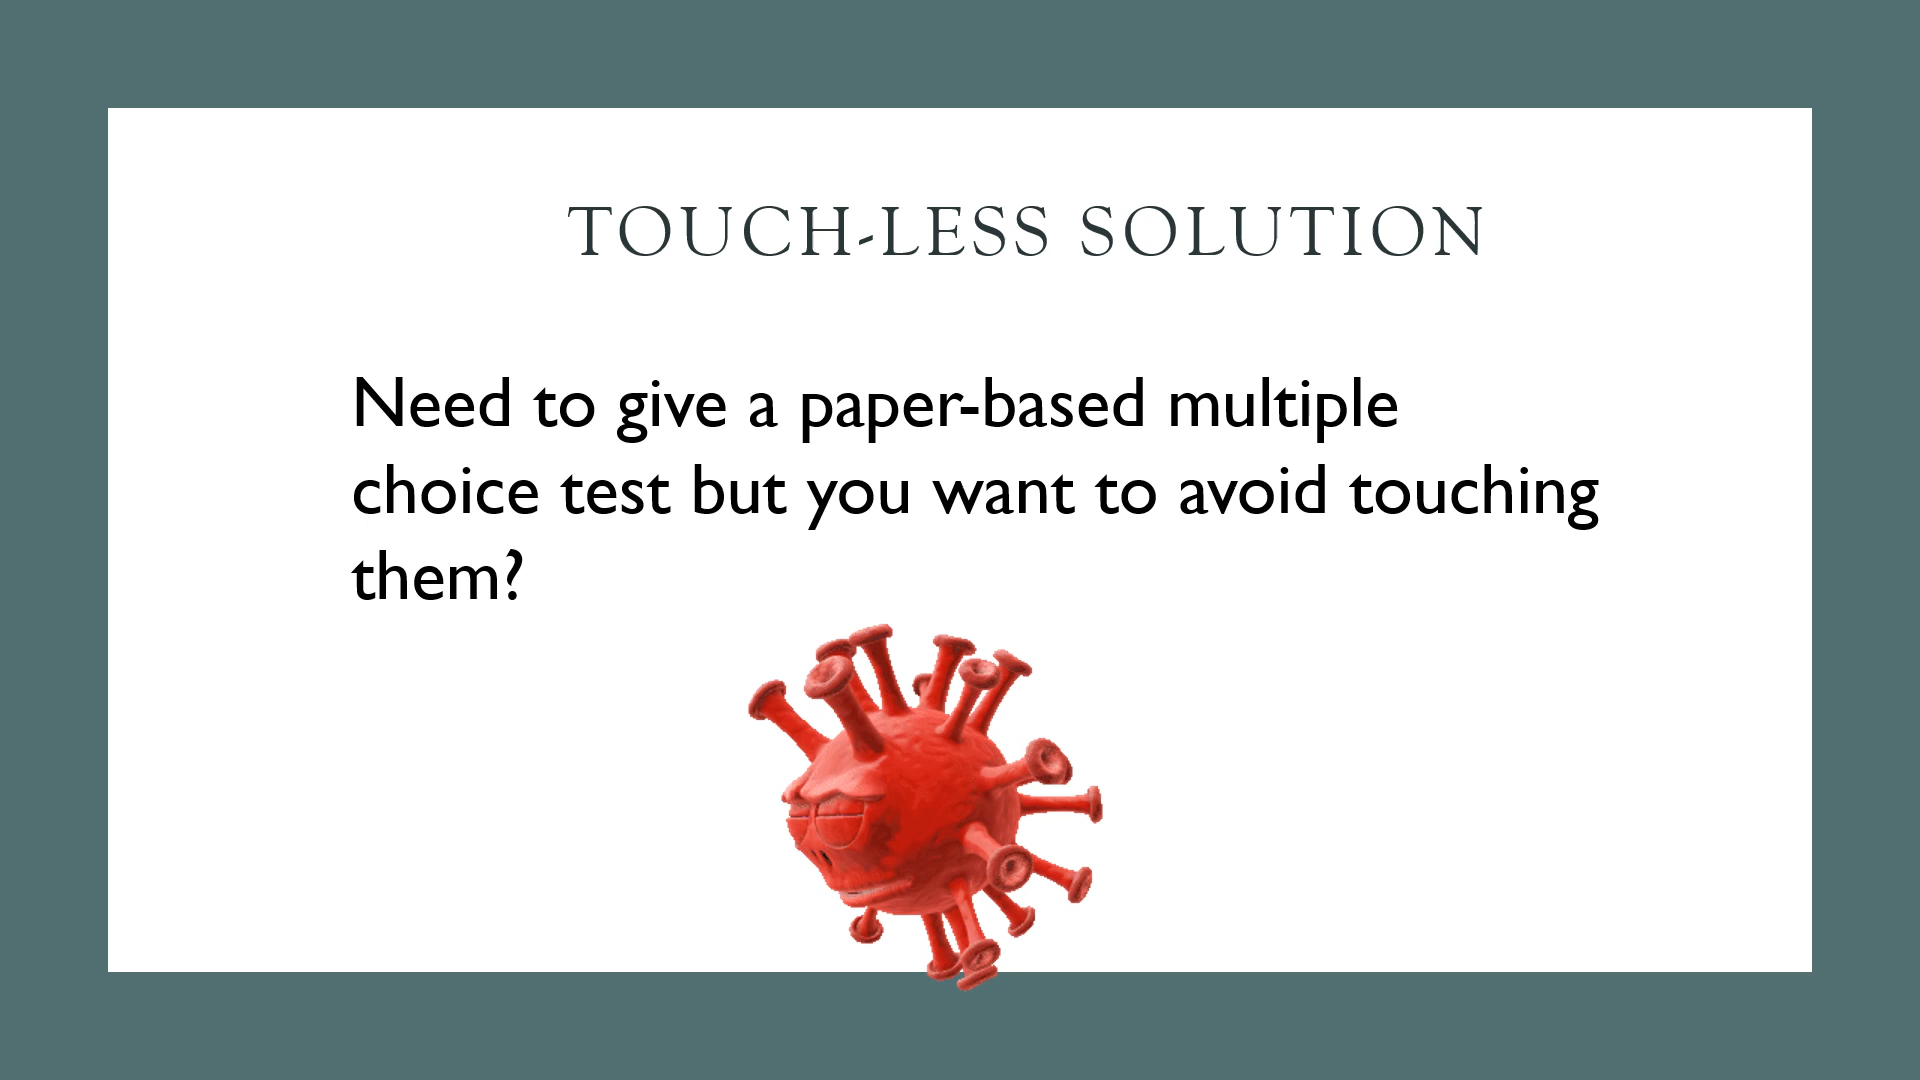 TOUCH-LESS SOLUTION
Need to give a paper-based multiple
choice test but you want to avoid touching
them?